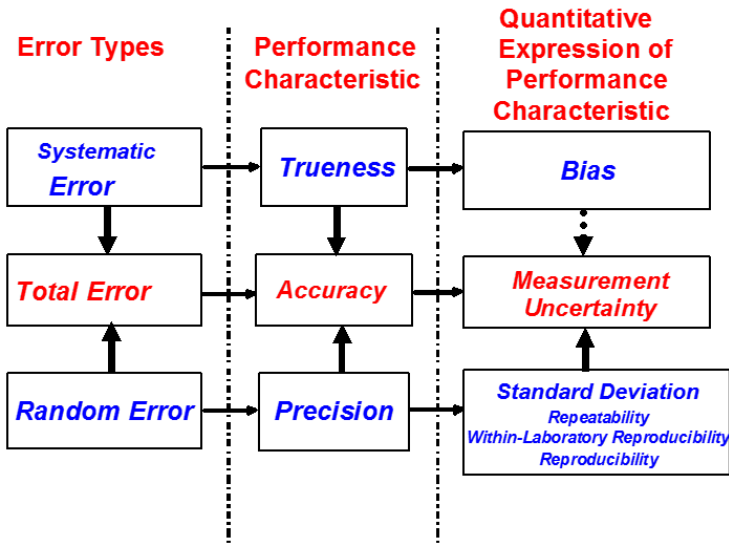 Error Types
Performance
Characteristic
Quantitative
Expression of
Performance
Characteristic
Systematic
Error
Trueness
Bias
Total Error
Accuracy
Measurement
Uncertainty
Random Error
Precision
Standard Deviation
Repeatability
Within-Laboratory Reproducibility
Reproducibility